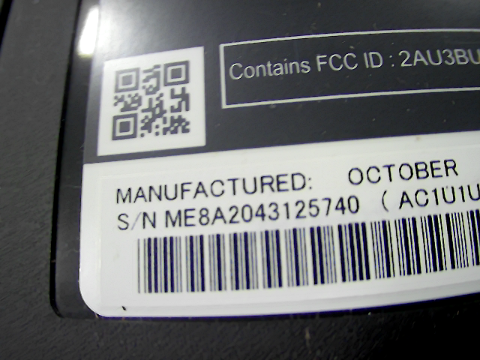 Contains FCC ID : 2AU3BU
MANUFACTURED: OCTOBER
S/N ME8A2043125740 ( AC1U1U